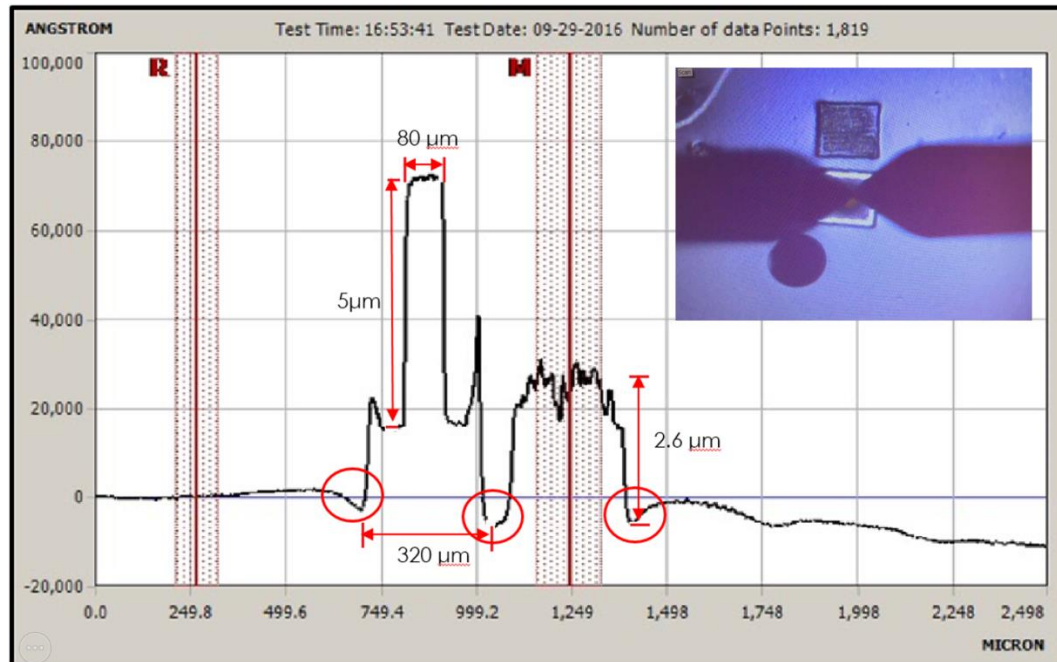 ANGSTROM Test Time: 16:53:41 Test Date: 09-29-2016 Number of data Points: 1,819
100,000
R
M
80,000
80 µm
60,000
5µm
40,000
20,000
2.6 µm
0
320 µm
-20,000
0.0 249.8 499.6 749.4 999.2 1,249 1,498 1,748 1,998 2,248 2,498
MICRON